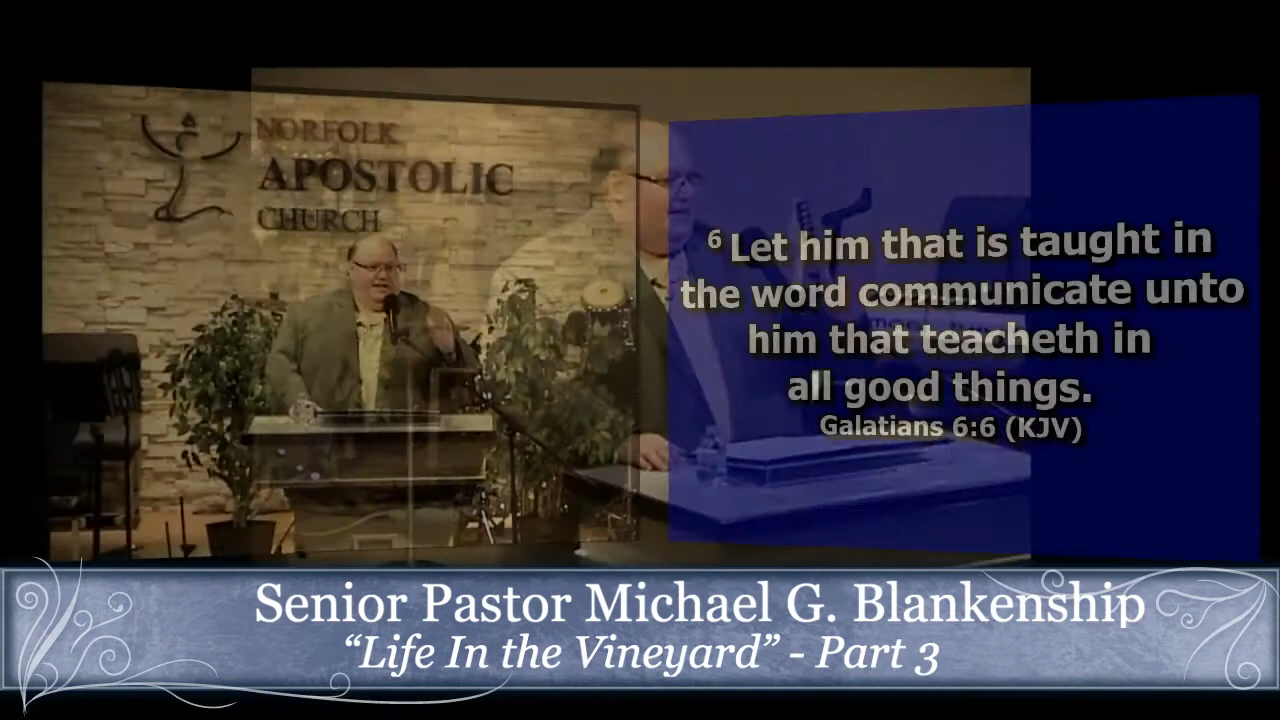 NORFOLK
APOSTOLIC
CHURCH
6 Let him that is taught in
the word communicate unto
him that teacheth in
all good things.
Galatians 6:6 (KJV)
Senior Pastor Michael G. Blankenship
“Life In the Vineyard” - Part 3